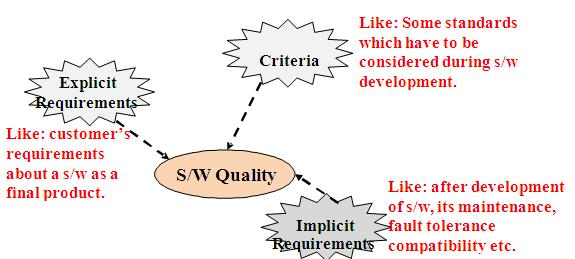 Criteria
Like: Some standards
which have to be
considered during s/w
development.
Explicit
Requirements
Like: customer's
requirements
about a s/w as a
final product.
S/W Quality
Implicit
Requirements
Like: after development
of s/w, its maintenance,
fault tolerance
compatibility etc.